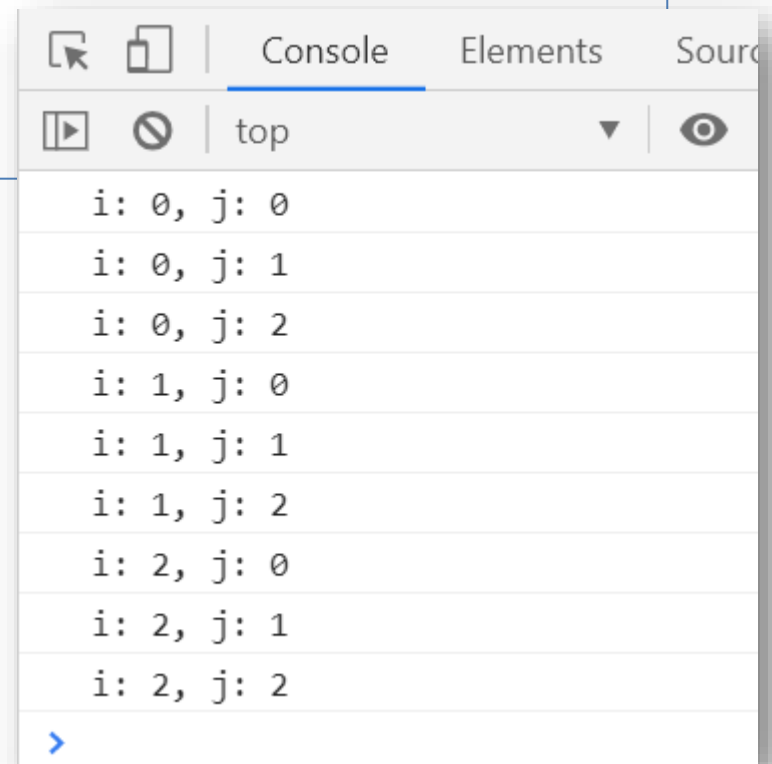 Console Elements
top
i: 0, j: 0
i: 0, j: 1
i: 0, j: 2
i: 1, j: 0
i: 1, j: 1
i: 1, j: 2
i: 2, j: 0
i: 2, j: 1
i: 2, j: 2